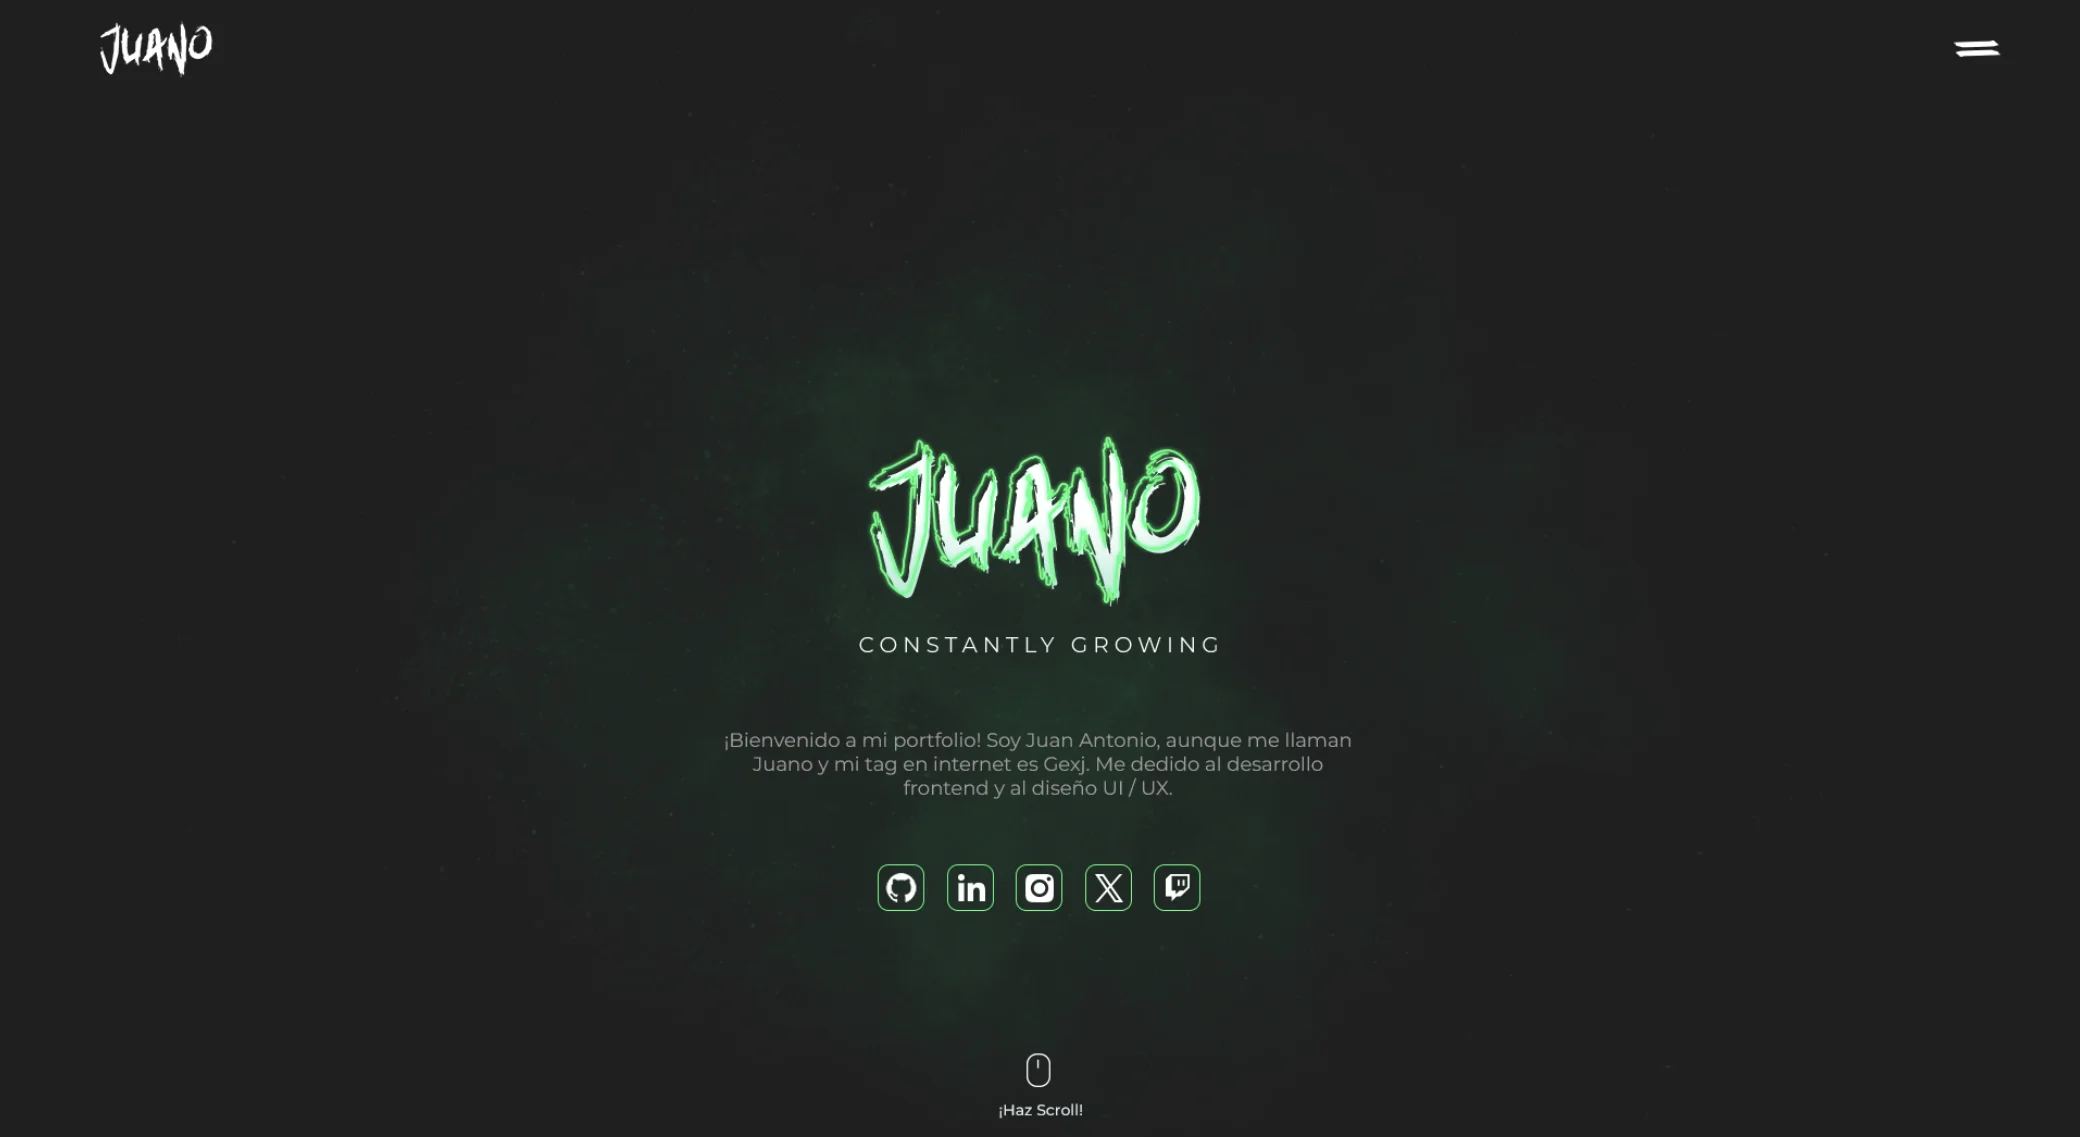 JUANO
JUANO
CONSTANTLY GROWING
¡Bienvenido a mi portfolio! Soy Juan Antonio, aunque me llaman
Juano y mi tag en internet es Gexj. Me dedido al desarrollo
frontend y al diseño UI / UX.
in
X
¡Haz Scroll!